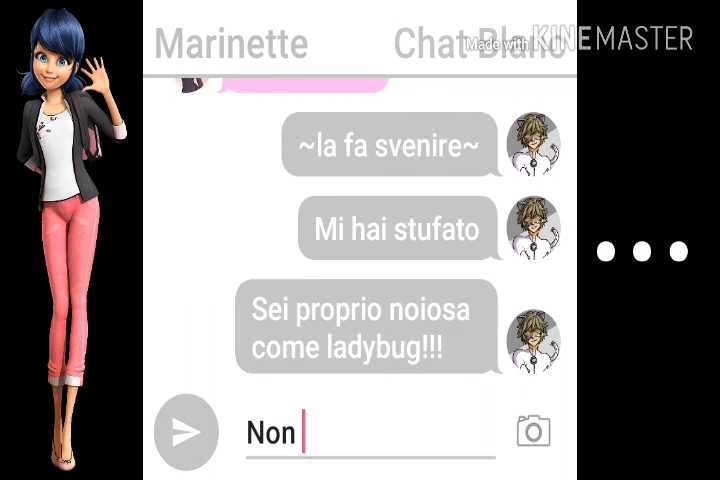 Marinette
Chat Blanc
Made with KINEMASTER
~la fa svenire~
Mi hai stufato
Sei proprio noiosa
come ladybug!!!
Non